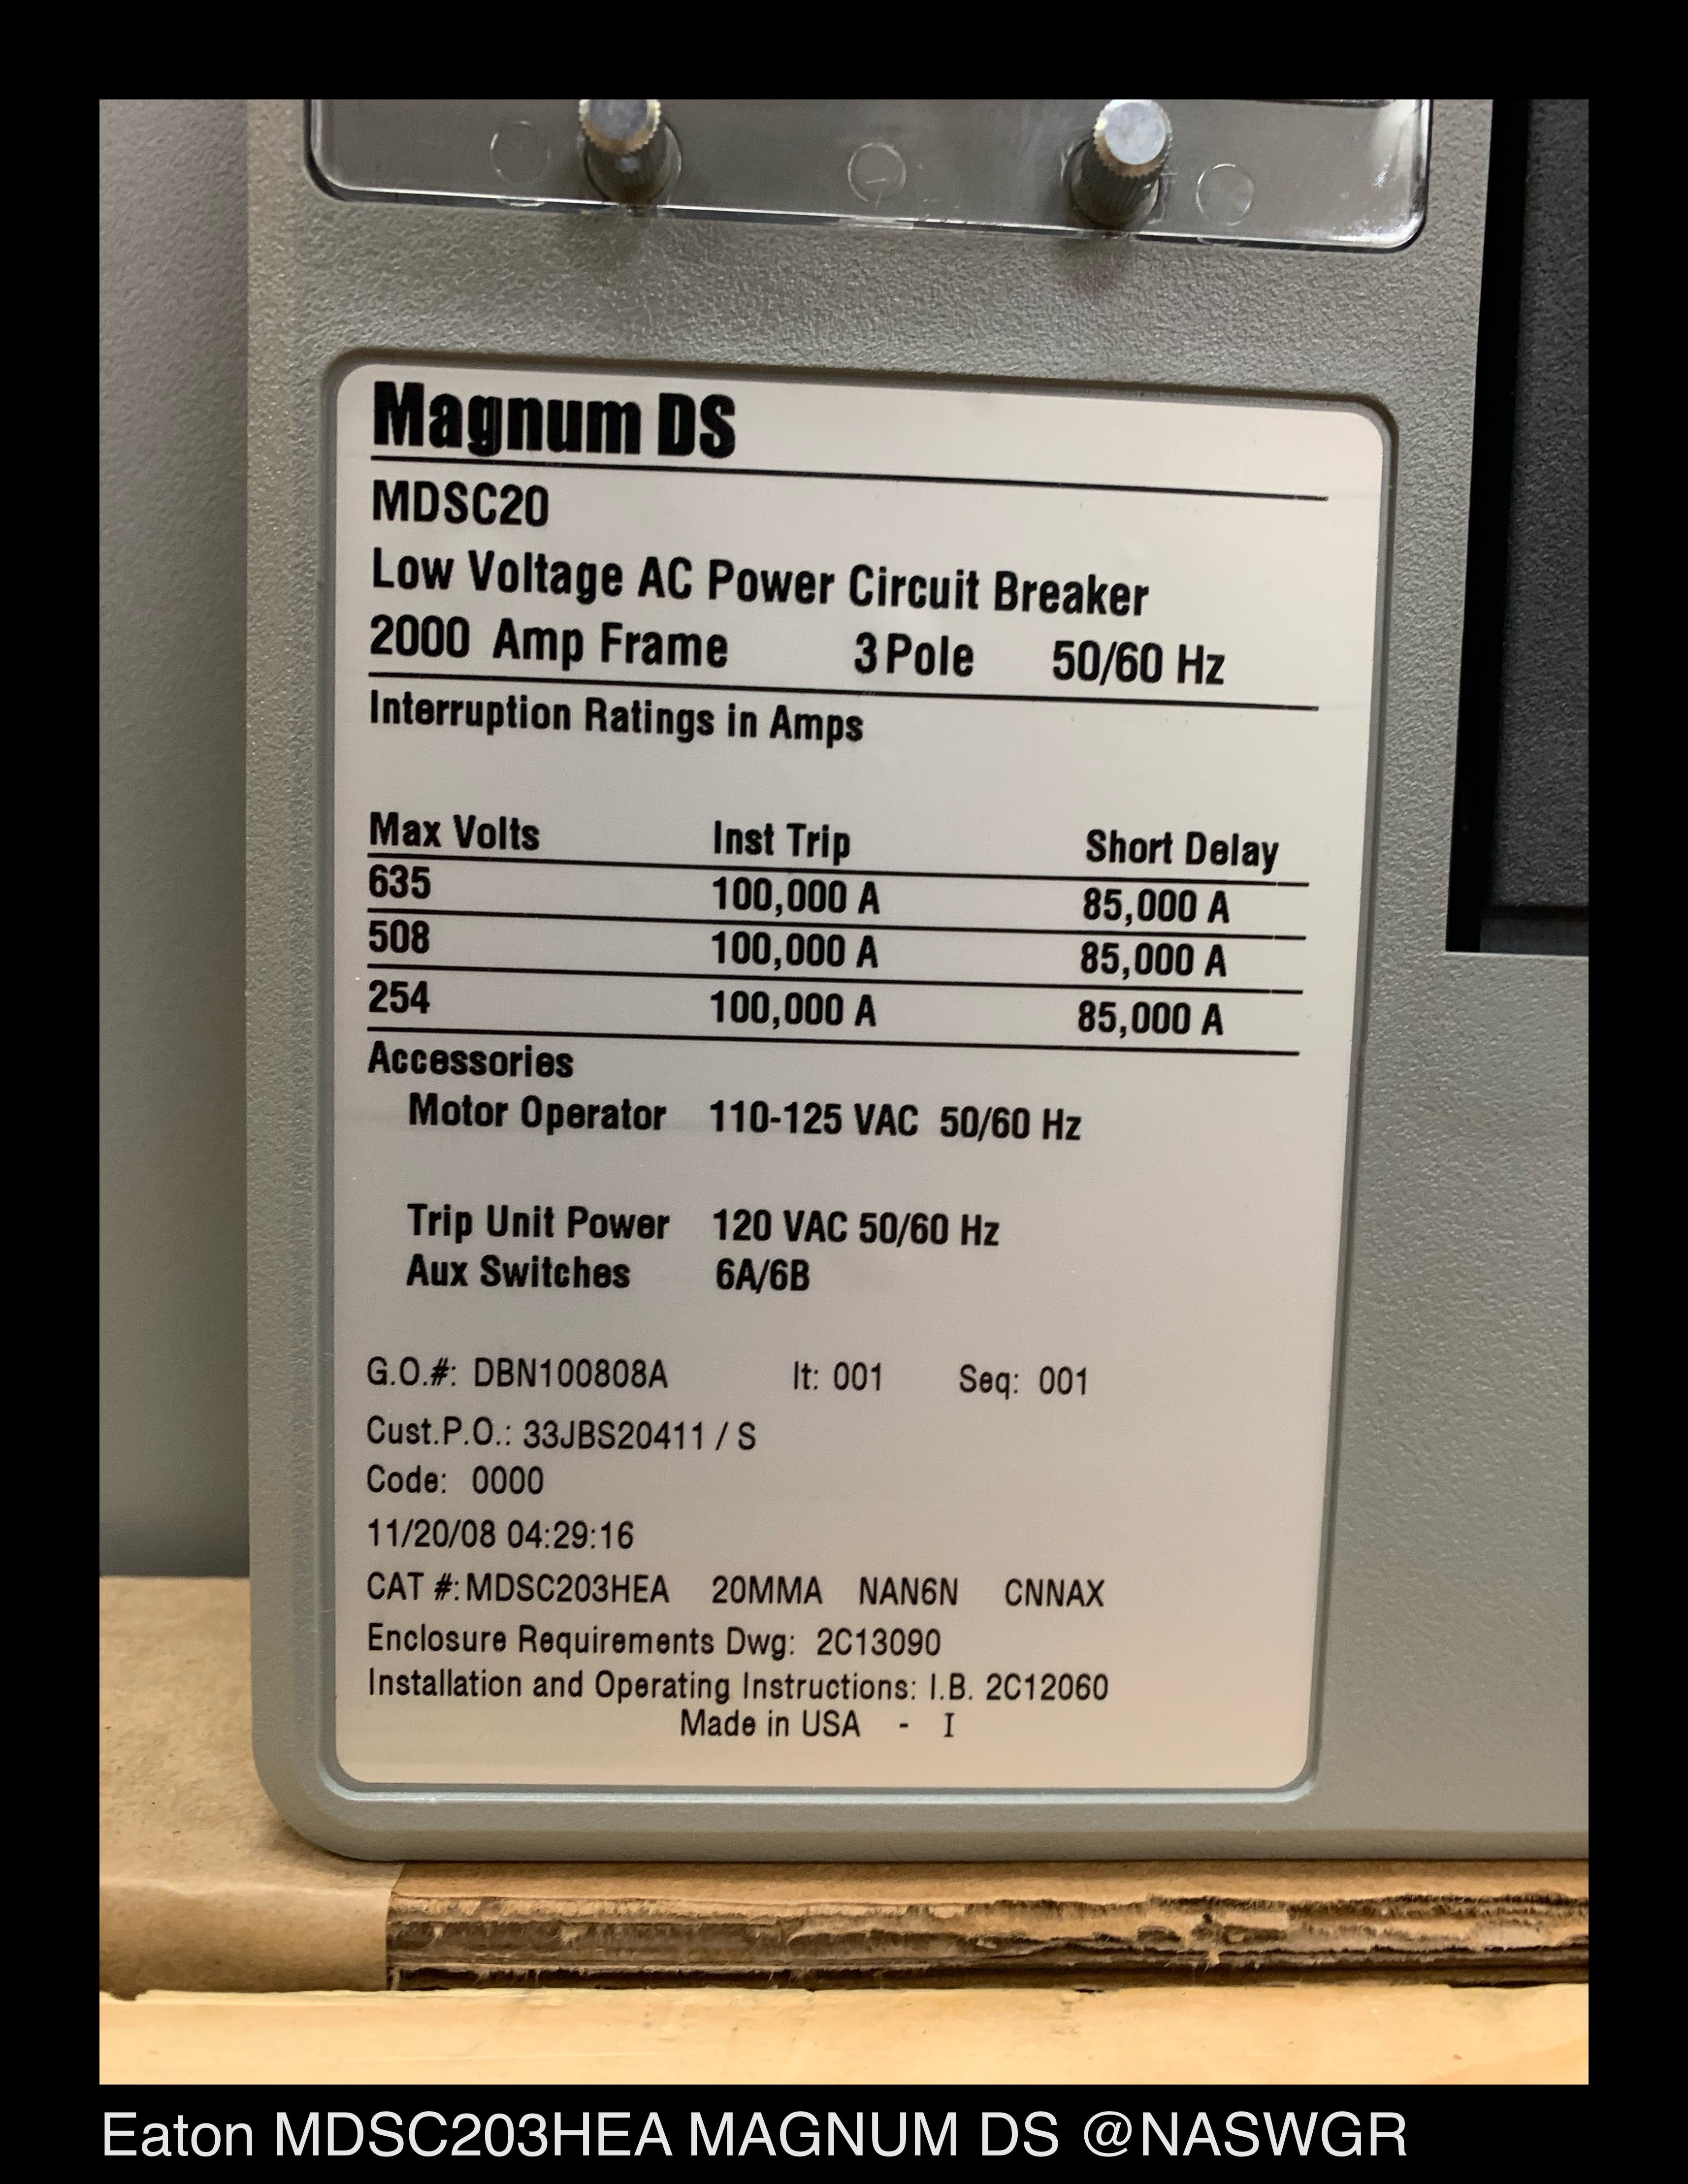 Magnum DS
MDSC20
Low Voltage AC Power Circuit Breaker
2000 Amp Frame 3 Pole 50/60 Hz
Interruption Ratings in Amps
Max Volts Inst Trip Short Delay
635 100,000 A 85,000 A
508 100,000 A 85,000 A
254 100,000 A 85,000 A
Accessories
Motor Operator 110-125 VAC 50/60 Hz
Trip Unit Power 120 VAC 50/60 Hz
Aux Switches 6A/6B
G.O.#: DBN100808A It: 001 Seq: 001
Cust.P.O.: 33JBS20411 / S
Code: 0000
11/20/08 04:29:16
CAT #: MDSC203HEA 20MMA NAN6N CNNAX
Enclosure Requirements Dwg: 2C13090
Installation and Operating Instructions: I.B. 2C12060
Made in USA - I
Eaton MDSC203HEA MAGNUM DS @NASWGR